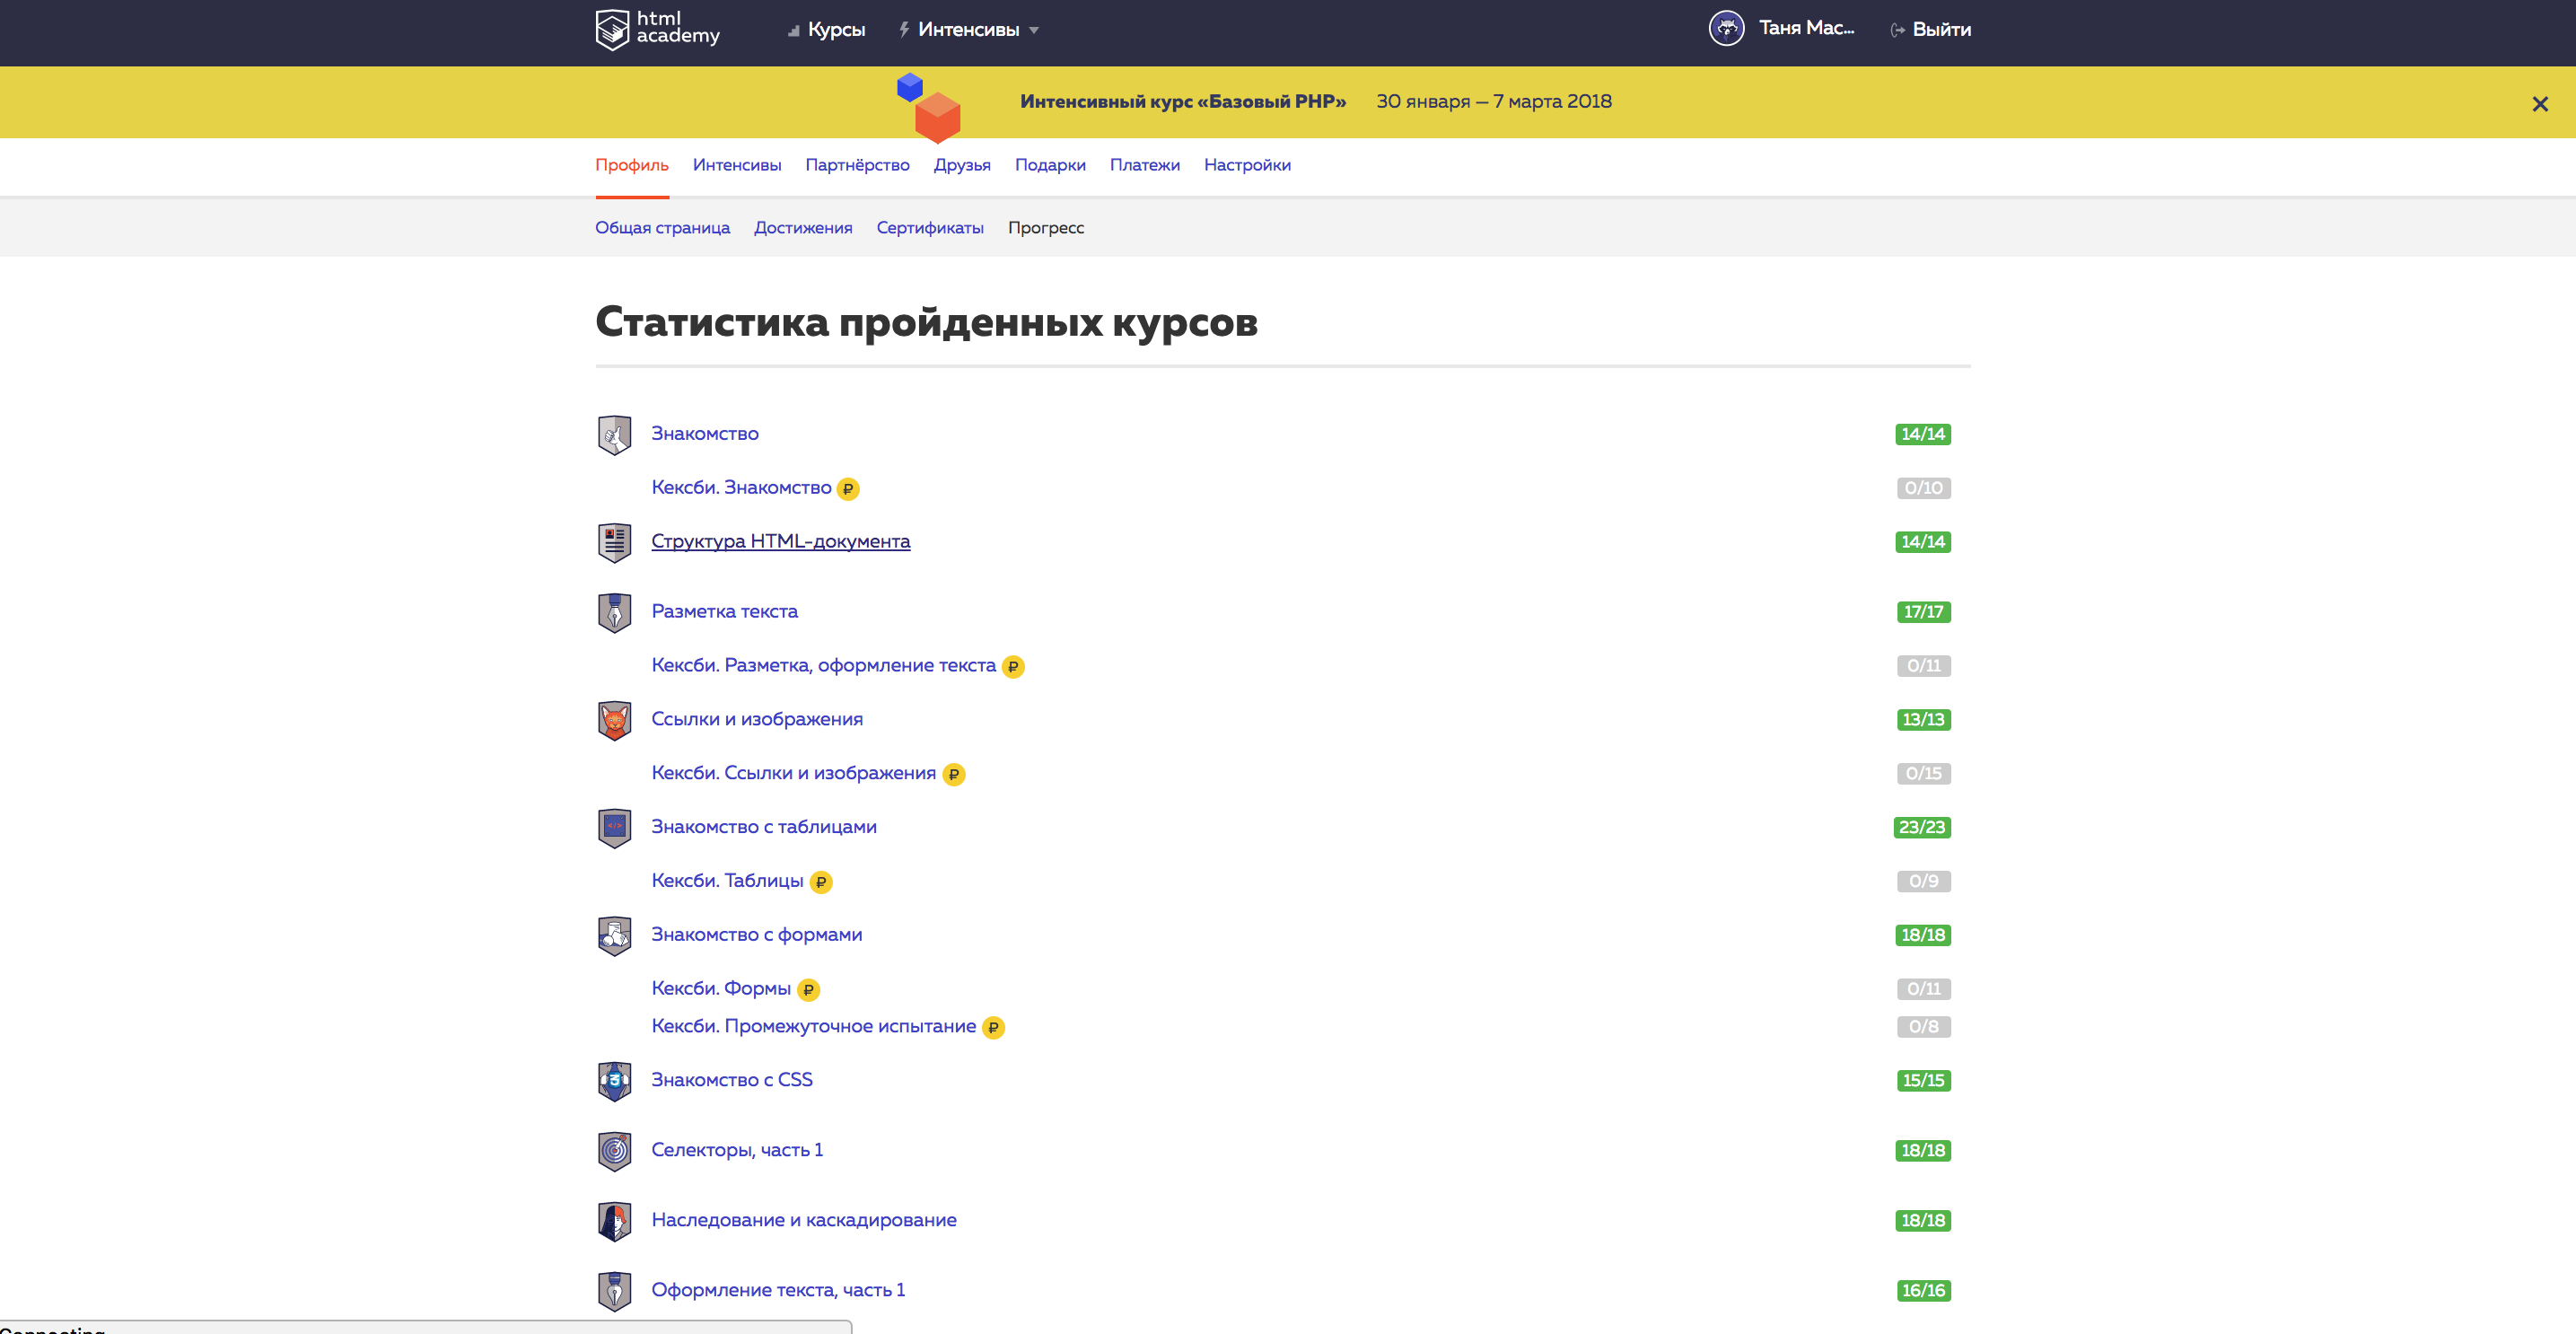 html
academy
Курсы
Интенсивы
Таня Мас...
Выйти
Интенсивный курс «Базовый PHP» 30 января — 7 марта 2018
Профиль Интенсивы Партнёрство Друзья Подарки Платежи Настройки
Общая страница Достижения Сертификаты Прогресс
Статистика пройденных курсов
Знакомство 14/14
Кексби. Знакомство ₽ 0/10
Структура HTML-документа 14/14
Разметка текста 17/17
Кексби. Разметка, оформление текста ₽ 0/11
Ссылки и изображения 13/13
Кексби. Ссылки и изображения ₽ 0/15
Знакомство с таблицами 23/23
Кексби. Таблицы ₽ 0/9
Знакомство с формами 18/18
Кексби. Формы ₽ 0/11
Кексби. Промежуточное испытание ₽ 0/8
Знакомство с CSS 15/15
Селекторы, часть 1 18/18
Наследование и каскадирование 18/18
Оформление текста, часть 1 16/16